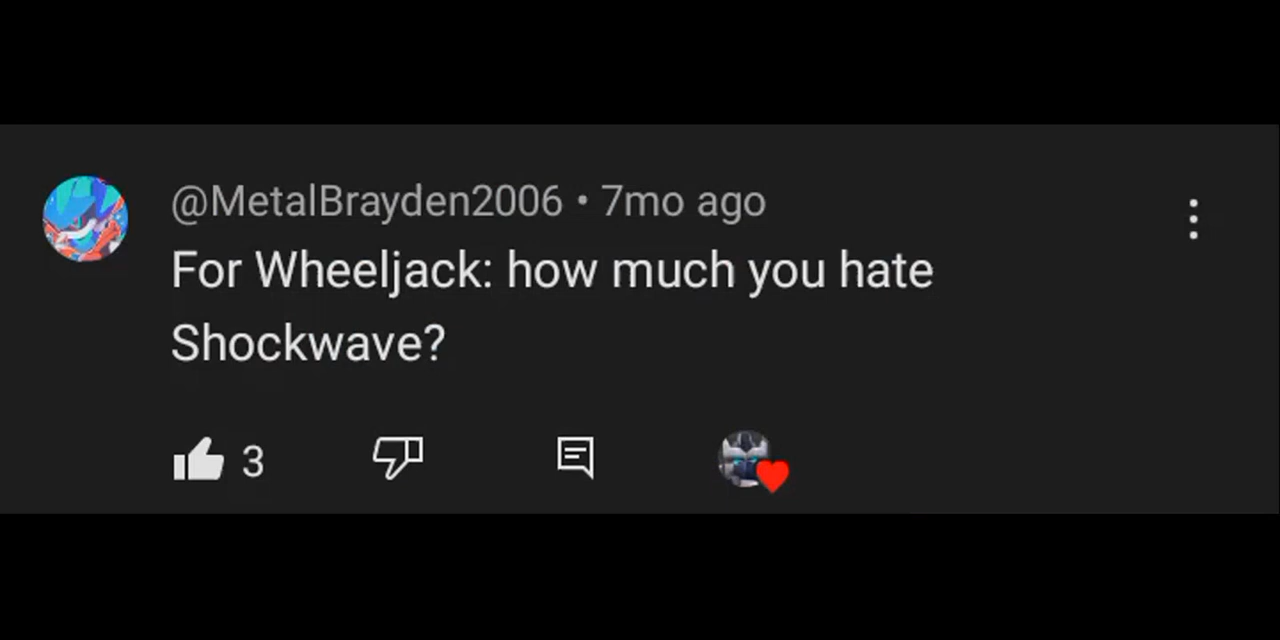 @MetalBrayden2006 • 7mo ago
For Wheeljack: how much you hate
Shockwave?
3